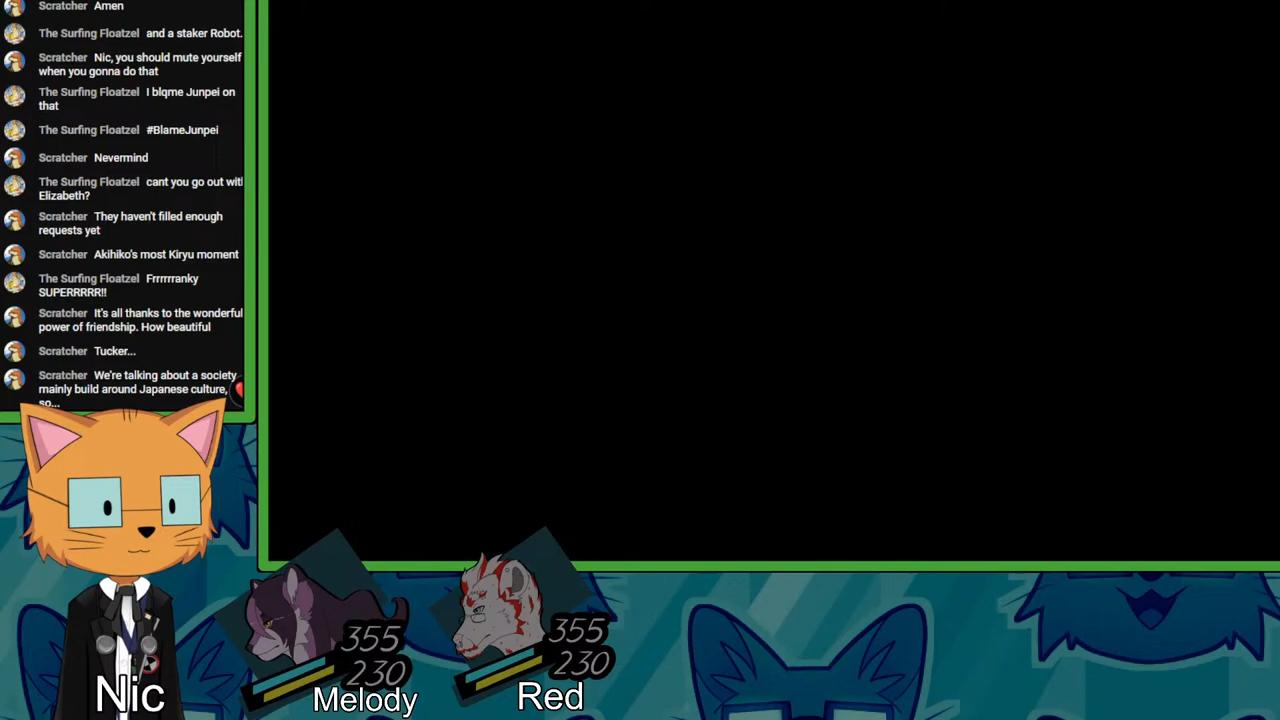 Scratcher Amen
The Surfing Floatzel and a staker Robot.
Scratcher Nic, you should mute yourself
when you gonna do that
The Surfing Floatzel I blqme Junpei on
that
The Surfing Floatzel #BlameJunpei
Scratcher Nevermind
The Surfing Floatzel cant you go out with
Elizabeth?
Scratcher They haven't filled enough
requests yet
Scratcher Akihiko's most Kiryu moment
The Surfing Floatzel Frrrrrranky
SUPERRRRR!!
Scratcher It's all thanks to the wonderful
power of friendship. How beautiful
Scratcher Tucker...
Scratcher We're talking about a society
mainly build around Japanese culture,
so...
355
230
355
230
Nic
Melody
Red